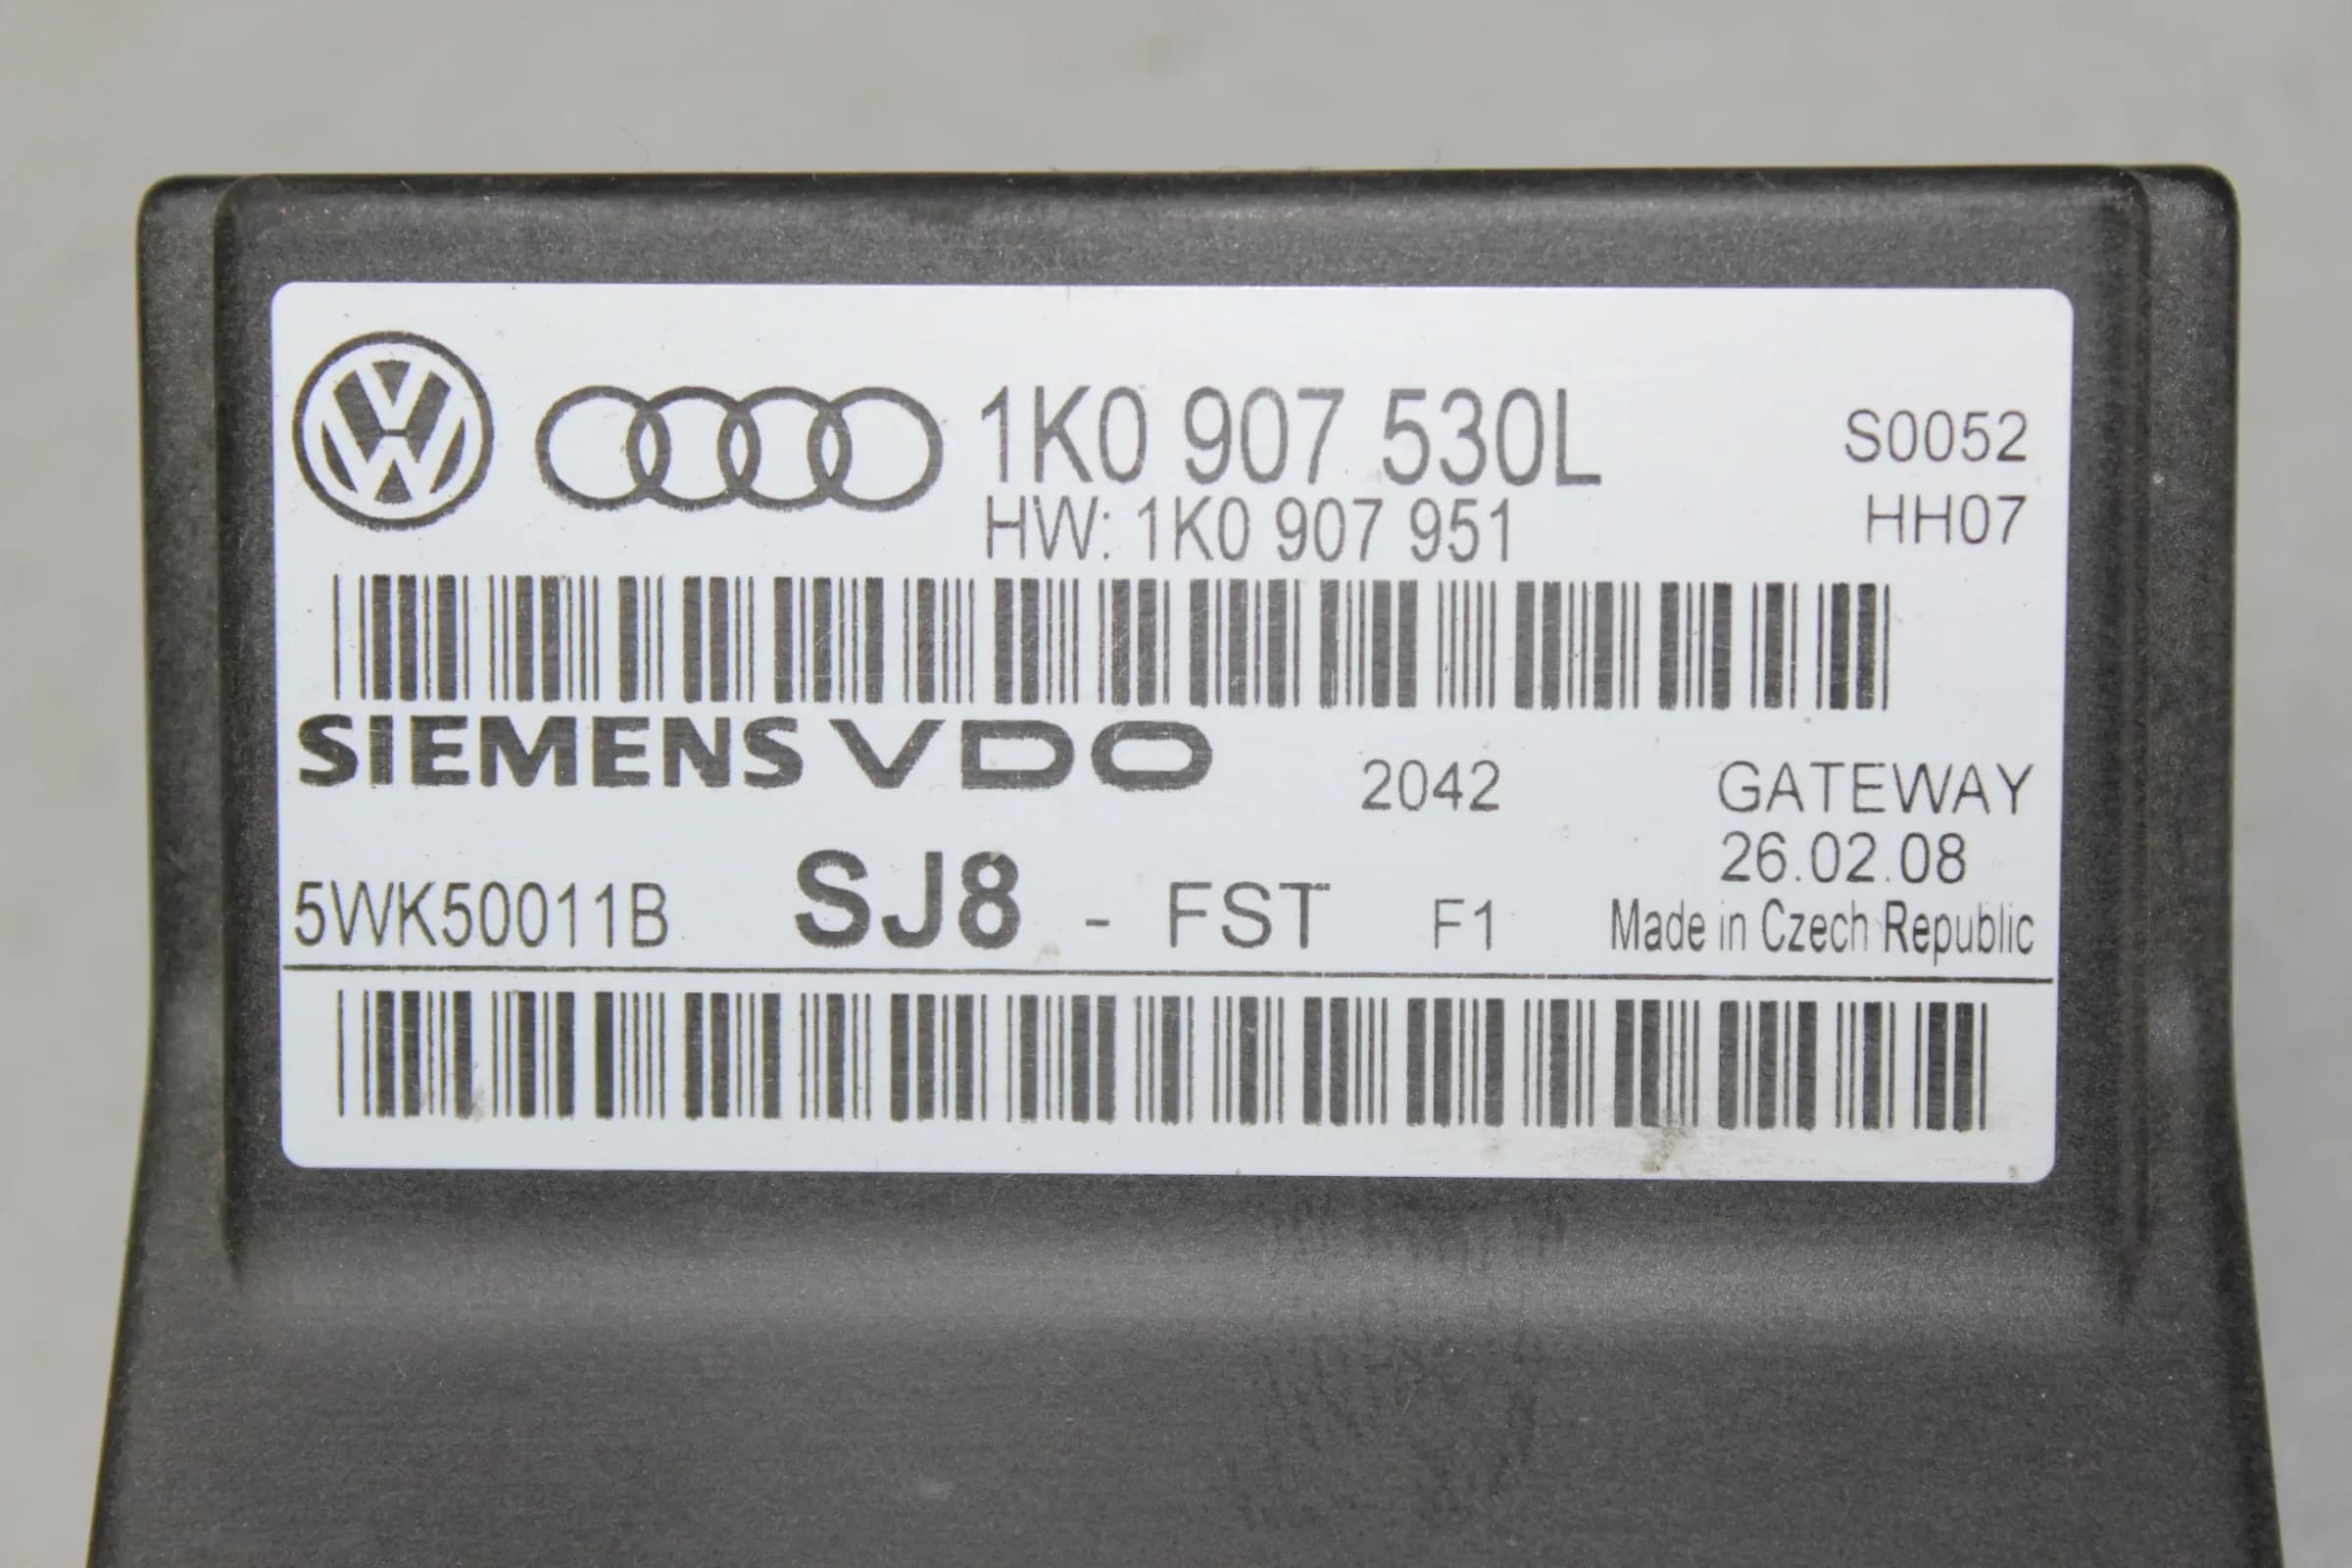 1K0 907 530L S0052
HW: 1K0 907 951 HH07
SIEMENS VDO 2042 GATEWAY
26.02.08
5WK50011B SJ8 - FST F1 Made in Czech Republic